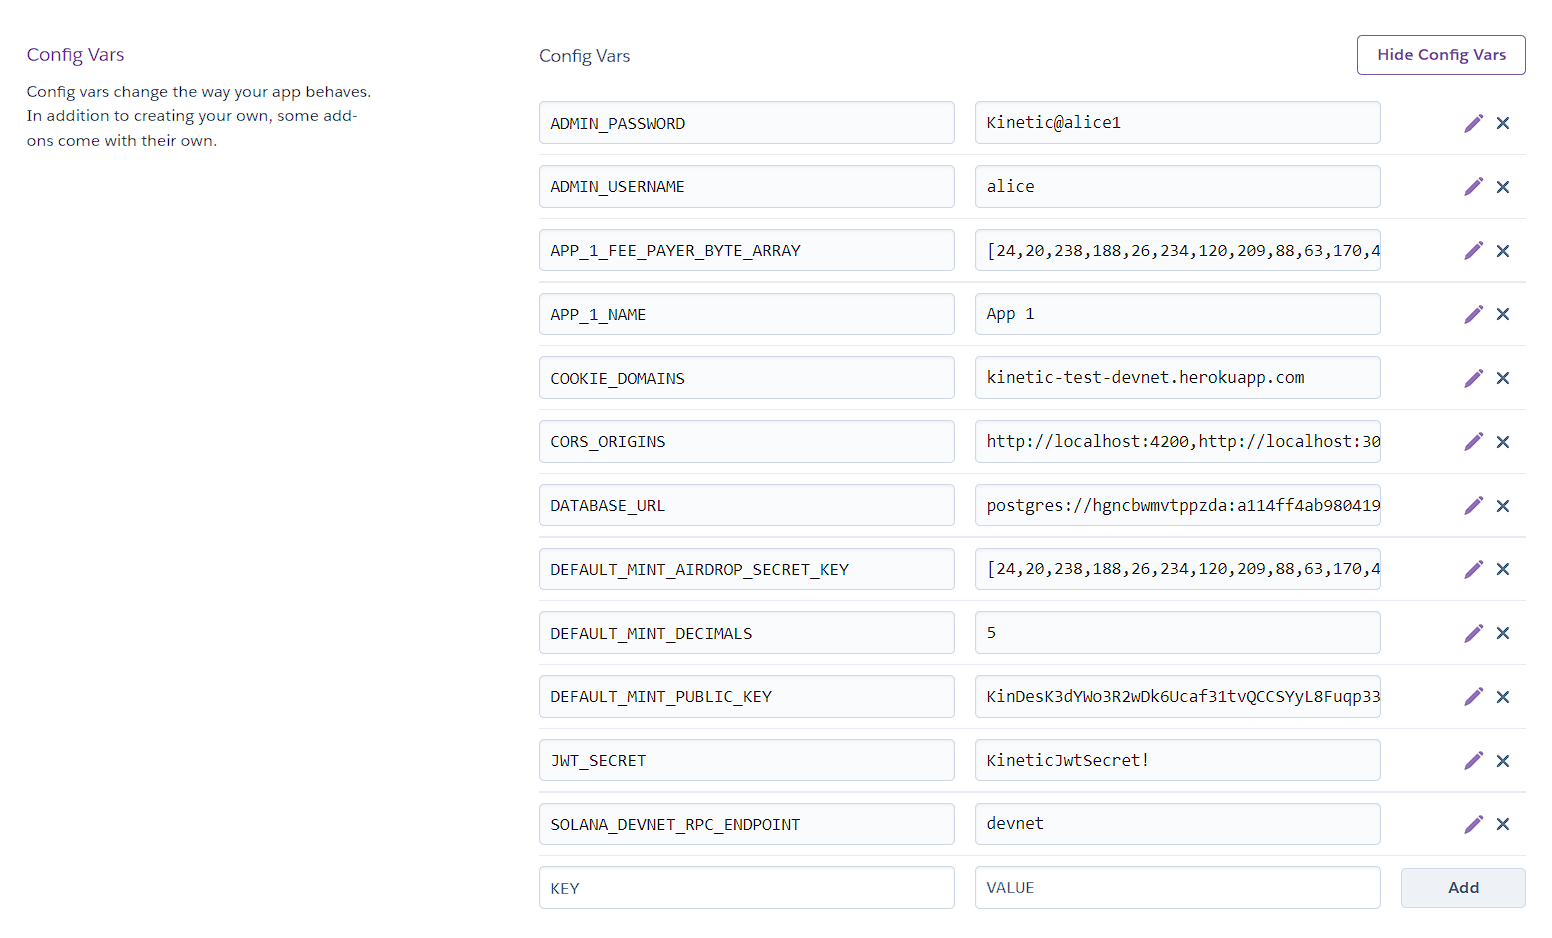 Config Vars
Config vars change the way your app behaves.
In addition to creating your own, some add-
ons come with their own.
Config Vars
Hide Config Vars
ADMIN_PASSWORD Kinetic@alice1
ADMIN_USERNAME alice
APP_1_FEE_PAYER_BYTE_ARRAY [24,20,238,188,26,234,120,209,88,63,170,4
APP_1_NAME App 1
COOKIE_DOMAINS kinetic-test-devnet.herokuapp.com
CORS_ORIGINS http://localhost:4200,http://localhost:30
DATABASE_URL postgres://hgncbwmvtppzda:a114ff4ab980419
DEFAULT_MINT_AIRDROP_SECRET_KEY [24,20,238,188,26,234,120,209,88,63,170,4
DEFAULT_MINT_DECIMALS 5
DEFAULT_MINT_PUBLIC_KEY KinDesK3dYWo3R2wDk6Ucaf31tvQCCSYyL8Fuqp33
JWT_SECRET KineticJwtSecret!
SOLANA_DEVNET_RPC_ENDPOINT devnet
KEY VALUE Add